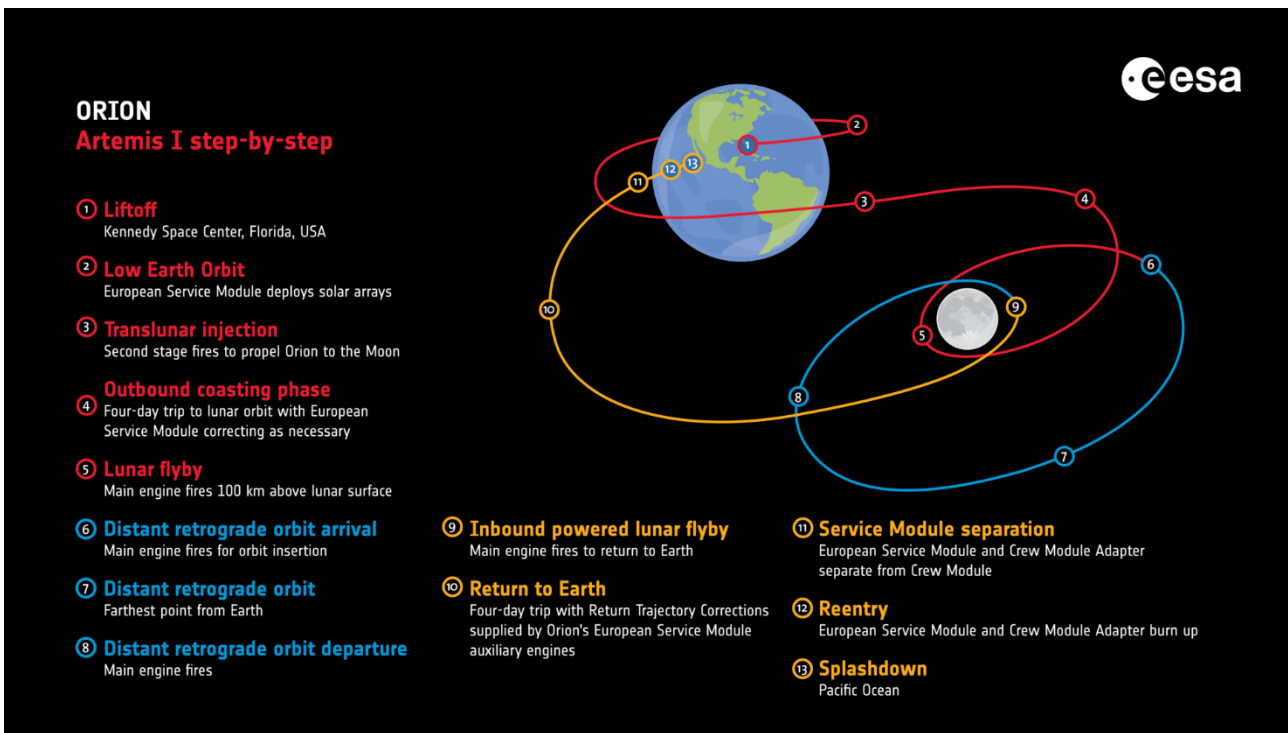 esa
ORION
Artemis I step-by-step
1 Liftoff
Kennedy Space Center, Florida, USA
2 Low Earth Orbit
European Service Module deploys solar arrays
3 Translunar injection
Second stage fires to propel Orion to the Moon
4 Outbound coasting phase
Four-day trip to lunar orbit with European
Service Module correcting as necessary
5 Lunar flyby
Main engine fires 100 km above lunar surface
6 Distant retrograde orbit arrival
Main engine fires for orbit insertion
7 Distant retrograde orbit
Farthest point from Earth
8 Distant retrograde orbit departure
Main engine fires
9 Inbound powered lunar flyby
Main engine fires to return to Earth
10 Return to Earth
Four-day trip with Return Trajectory Corrections
supplied by Orion's European Service Module
auxiliary engines
11 Service Module separation
European Service Module and Crew Module Adapter
separate from Crew Module
12 Reentry
European Service Module and Crew Module Adapter burn up
13 Splashdown
Pacific Ocean
2
1
13
12
11
3
4
6
10
9
5
8
7